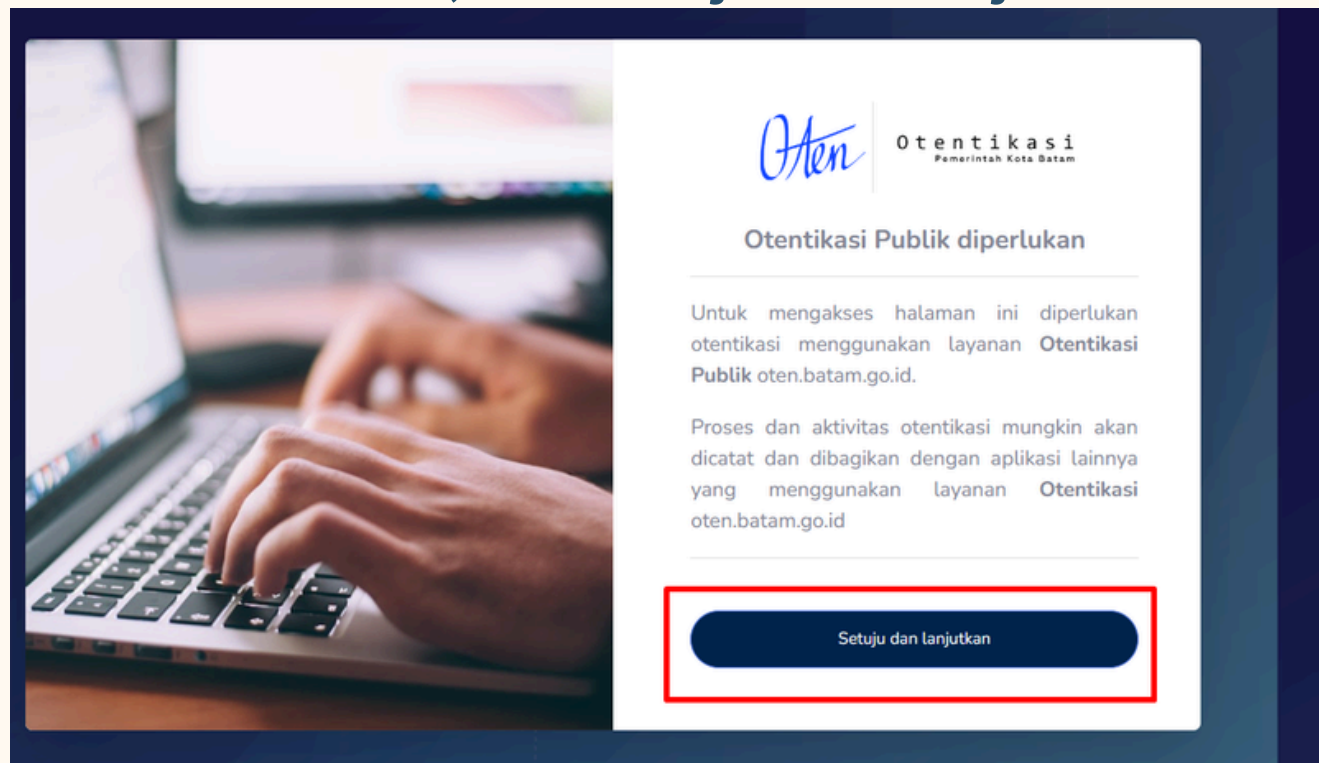 Oten
Otentikasi
Pemerintah Kota Batam
Otentikasi Publik diperlukan
Untuk mengakses halaman ini diperlukan
otentikasi menggunakan layanan Otentikasi
Publik oten.batam.go.id.
Proses dan aktivitas otentikasi mungkin akan
dicatat dan dibagikan dengan aplikasi lainnya
yang menggunakan layanan Otentikasi
oten.batam.go.id
Setuju dan lanjutkan